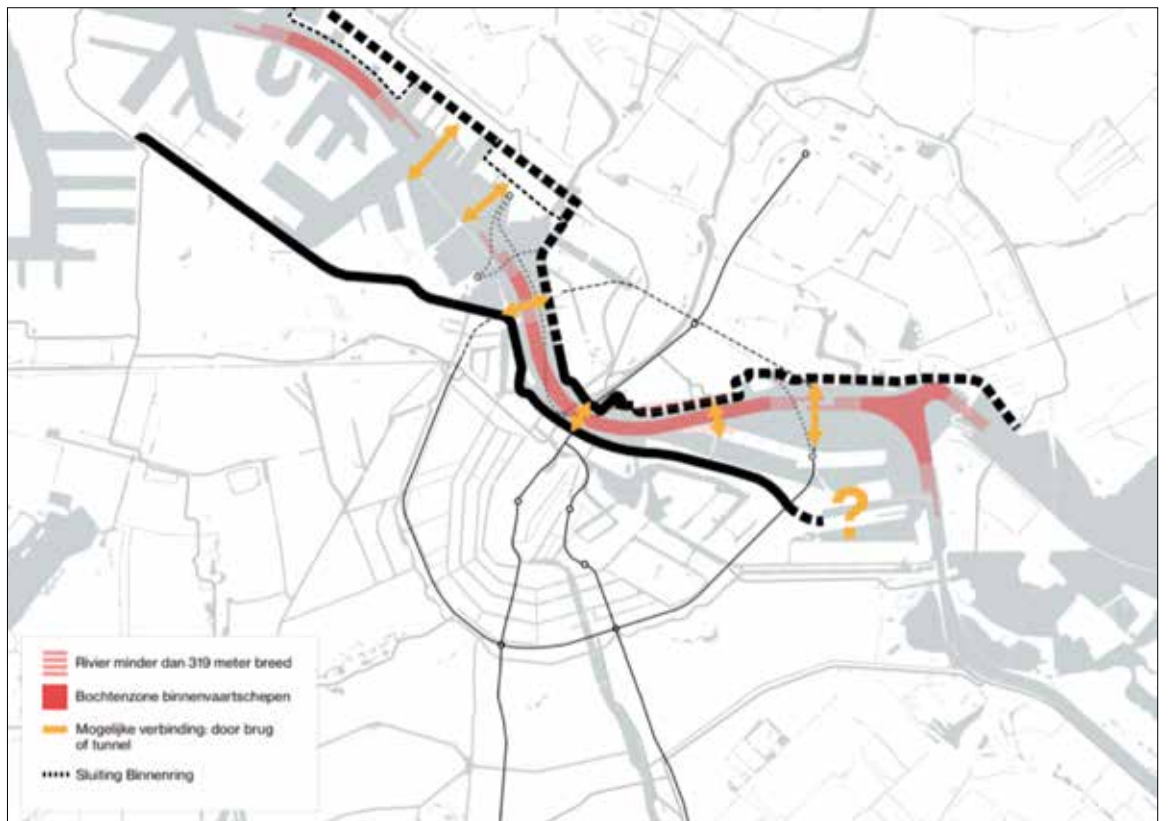 ?
Rivier minder dan 319 meter breed
Bochtenzone binnenvaartschepen
Mogelijke verbinding: door brug
of tunnel
Sluiting Binnenring